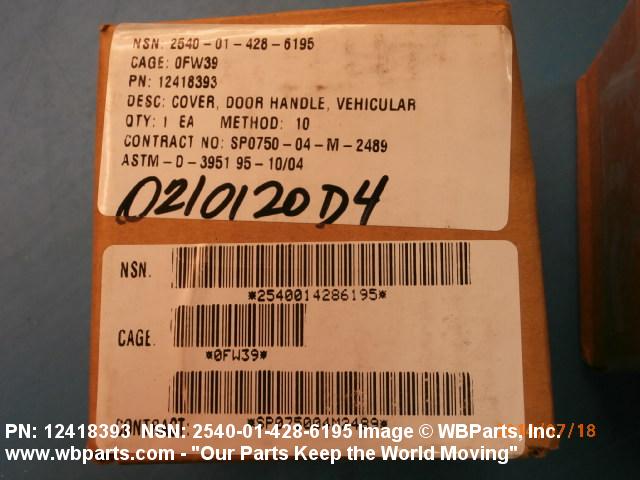 NSN: 2540-01-428-6195
CAGE: 0FW39
PN: 12418393
DESC: COVER, DOOR HANDLE, VEHICULAR
QTY: 1 EA METHOD: 10
CONTRACT NO: SP0750-04-M-2489
ASTM-D-3951 95-10/04
0210120D4
NSN.
*2540014286195*
CAGE.
*0FW39*
CONTRACT:
*SP075004M2489*
PN: 12418393 NSN: 2540-01-428-6195 Image © WBParts, Inc.
www.wbparts.com - "Our Parts Keep the World Moving"